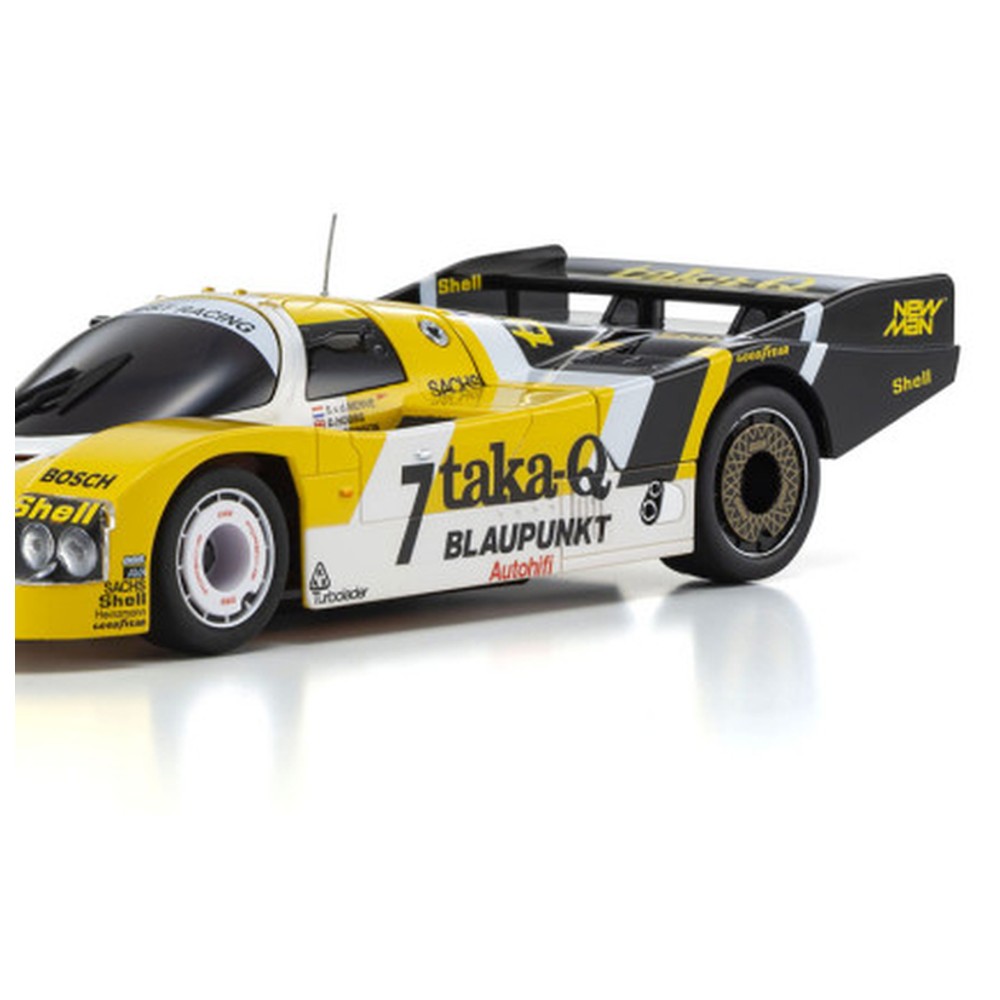 Shell
taka-Q
NEW
MAN
Shell
GOODYEAR
RACING
SACHS
BOSCH
Shell
7 taka-Q
BLAUPUNKT
Autohifi
Turbolader
SACHS
Shell
Heinzmann
GOODYEAR